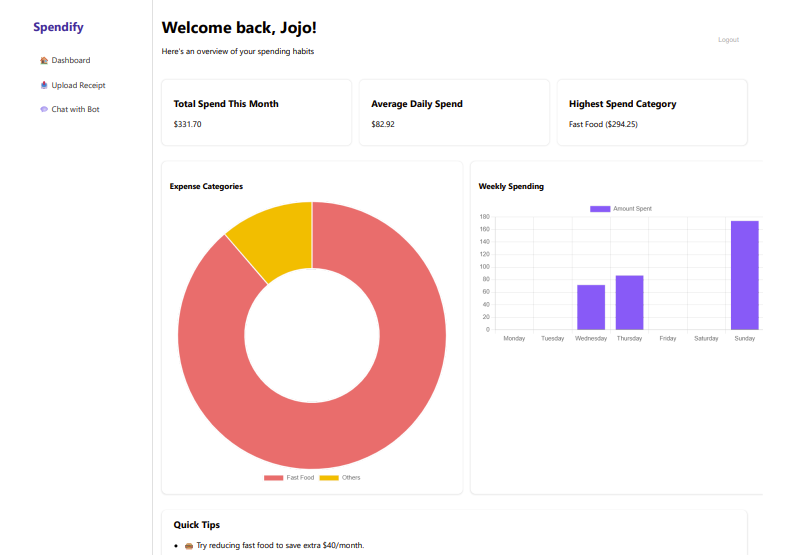 Spendify
Dashboard
Upload Receipt
Chat with Bot
Welcome back, Jojo!
Here's an overview of your spending habits
Logout
Total Spend This Month
$331.70
Average Daily Spend
$82.92
Highest Spend Category
Fast Food ($294.25)
Expense Categories
Fast Food
Others
Weekly Spending
Amount Spent
180
160
140
120
100
80
60
40
20
0
Monday
Tuesday
Wednesday
Thursday
Friday
Saturday
Sunday
Quick Tips
• 🍔 Try reducing fast food to save extra $40/month.